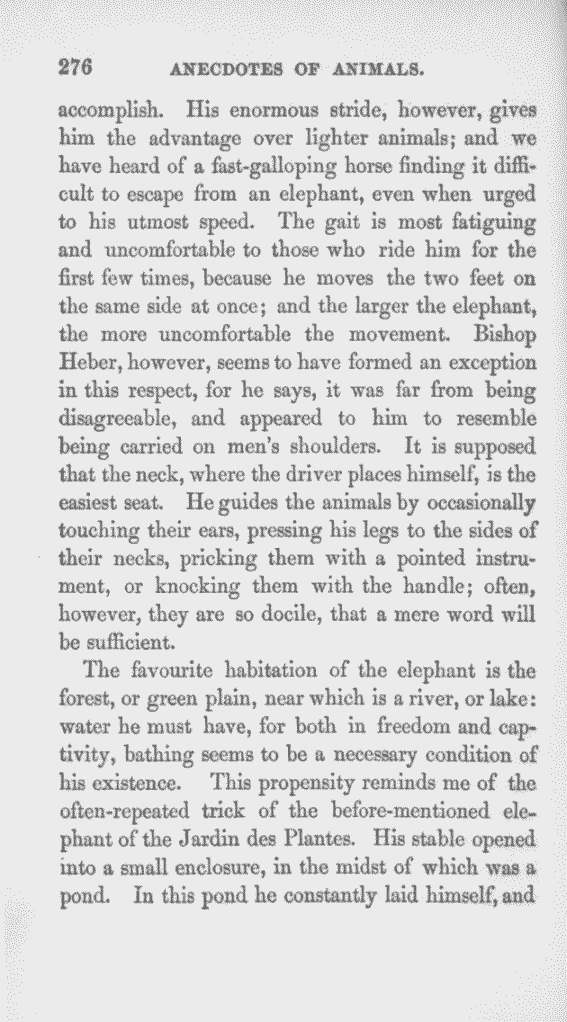 276 ANECDOTES OF ANIMALS.
accomplish. His enormous stride, however, gives
him the advantage over lighter animals; and we
have heard of a fast-galloping horse finding it diffi-
cult to escape from an elephant, even when urged
to his utmost speed. The gait is most fatiguing
and uncomfortable to those who ride him for the
first few times, because he moves the two feet on
the same side at once; and the larger the elephant,
the more uncomfortable the movement. Bishop
Heber, however, seems to have formed an exception
in this respect, for he says, it was far from being
disagreeable, and appeared to him to resemble
being carried on men's shoulders. It is supposed
that the neck, where the driver places himself, is the
easiest seat. He guides the animals by occasionally
touching their ears, pressing his legs to the sides of
their necks, pricking them with a pointed instru-
ment, or knocking them with the handle; often,
however, they are so docile, that a mere word will
be sufficient.
The favourite habitation of the elephant is the
forest, or green plain, near which is a river, or lake:
water he must have, for both in freedom and cap-
tivity, bathing seems to be a necessary condition of
his existence. This propensity reminds me of the
often-repeated trick of the before-mentioned ele-
phant of the Jardin des Plantes. His stable opened
into a small enclosure, in the midst of which was a
pond. In this pond he constantly laid himself, and